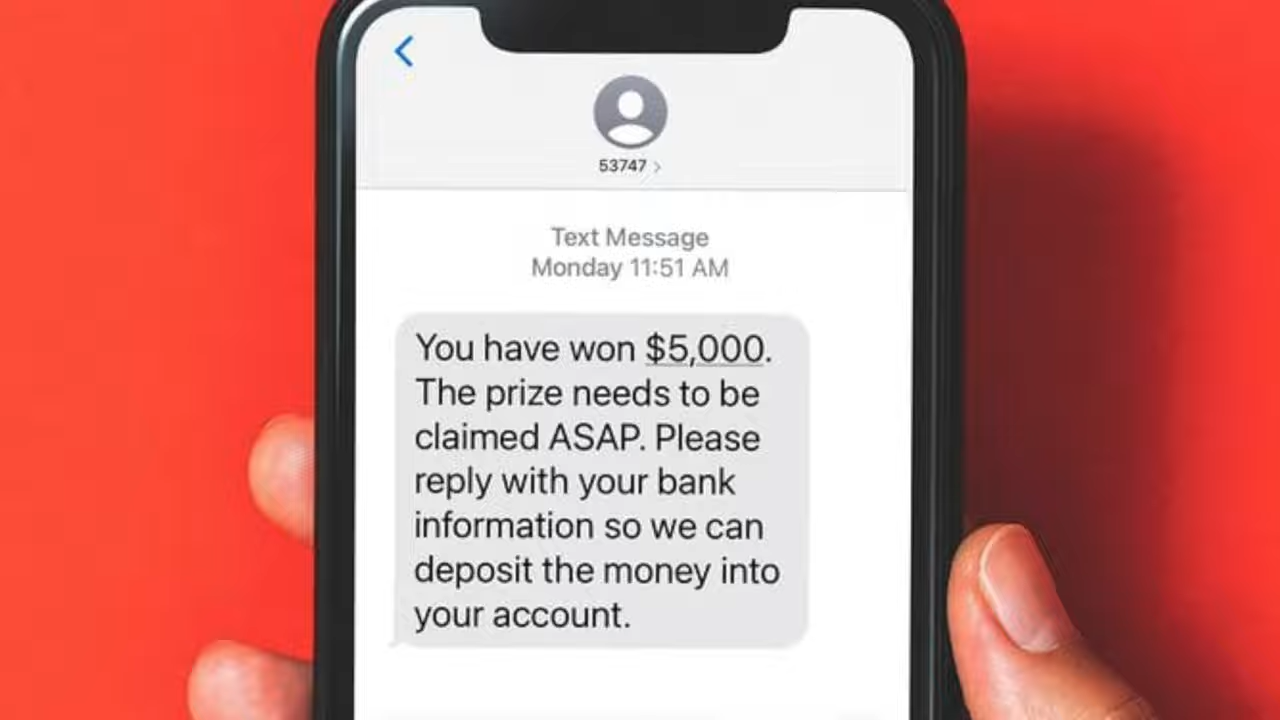 53747
Text Message
Monday 11:51 AM
You have won $5,000.
The prize needs to be
claimed ASAP. Please
reply with your bank
information so we can
deposit the money into
your account.